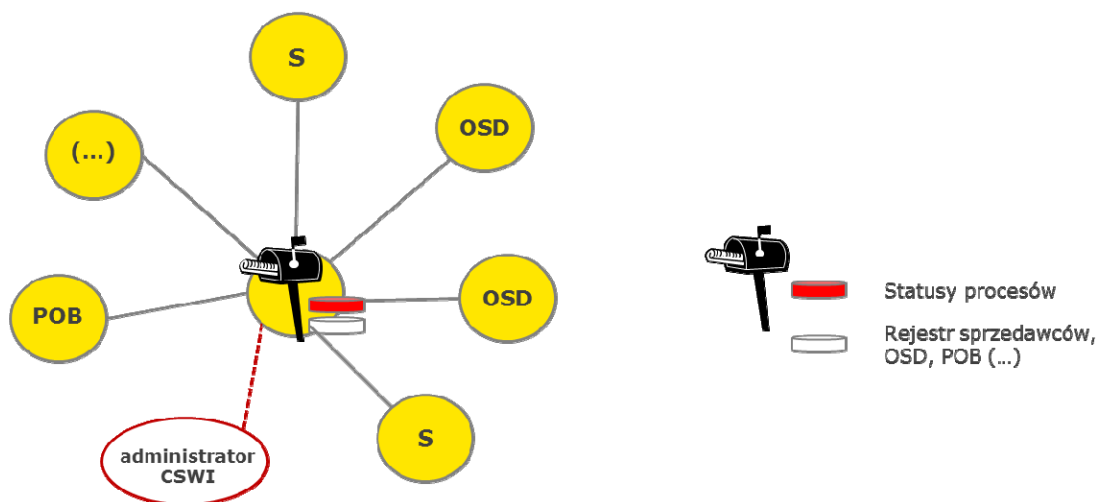 S
OSD
(...)
OSD
POB
S
administrator
CSWI
Statusy procesów
Rejestr sprzedawców,
OSD, POB (...)